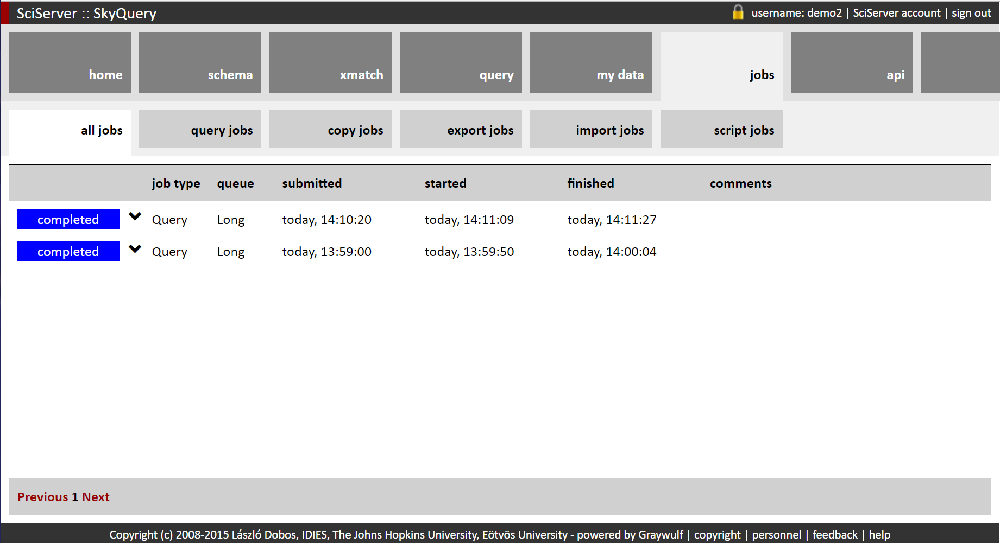 SciServer :: SkyQuery
username: demo2 | SciServer account | sign out
home schema xmatch query my data jobs api
all jobs query jobs copy jobs export jobs import jobs script jobs
job type queue submitted started finished comments
completed Query Long today, 14:10:20 today, 14:11:09 today, 14:11:27
completed Query Long today, 13:59:00 today, 13:59:50 today, 14:00:04
Previous 1 Next
Copyright (c) 2008-2015 László Dobos, IDIES, The Johns Hopkins University, Eötvös University - powered by Graywulf | copyright | personnel | feedback | help